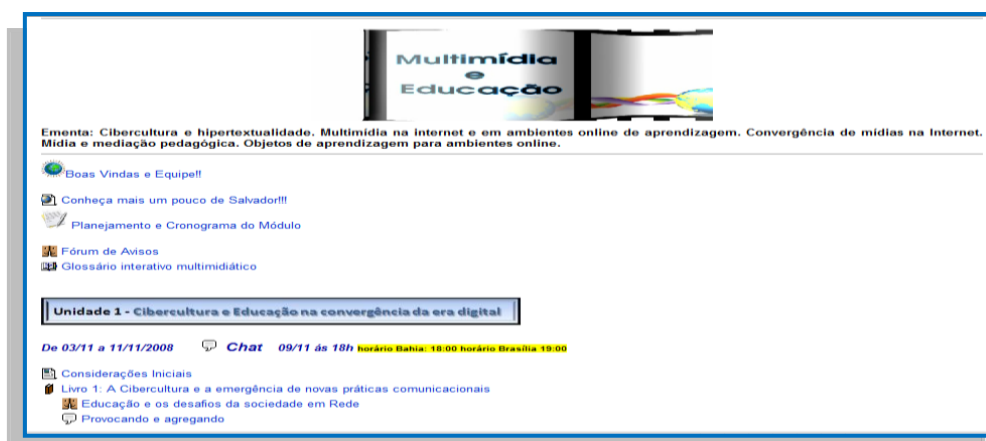 Multimídia
e
Educação
Ementa: Cibercultura e hipertextualidade. Multimídia na internet e em ambientes online de aprendizagem. Convergência de mídias na Internet.
Mídia e mediação pedagógica. Objetos de aprendizagem para ambientes online.
Boas Vindas e Equipe!!
Conheça mais um pouco de Salvador!!!
Planejamento e Cronograma do Módulo
Fórum de Avisos
Glossário interativo multimidiático
Unidade 1 - Cibercultura e Educação na convergência da era digital
De 03/11 a 11/11/2008 Chat 09/11 ás 18h horário Bahia: 18:00 horário Brasília 19:00
Considerações Iniciais
Livro 1: A Cibercultura e a emergência de novas práticas comunicacionais
Educação e os desafios da sociedade em Rede
Provocando e agregando